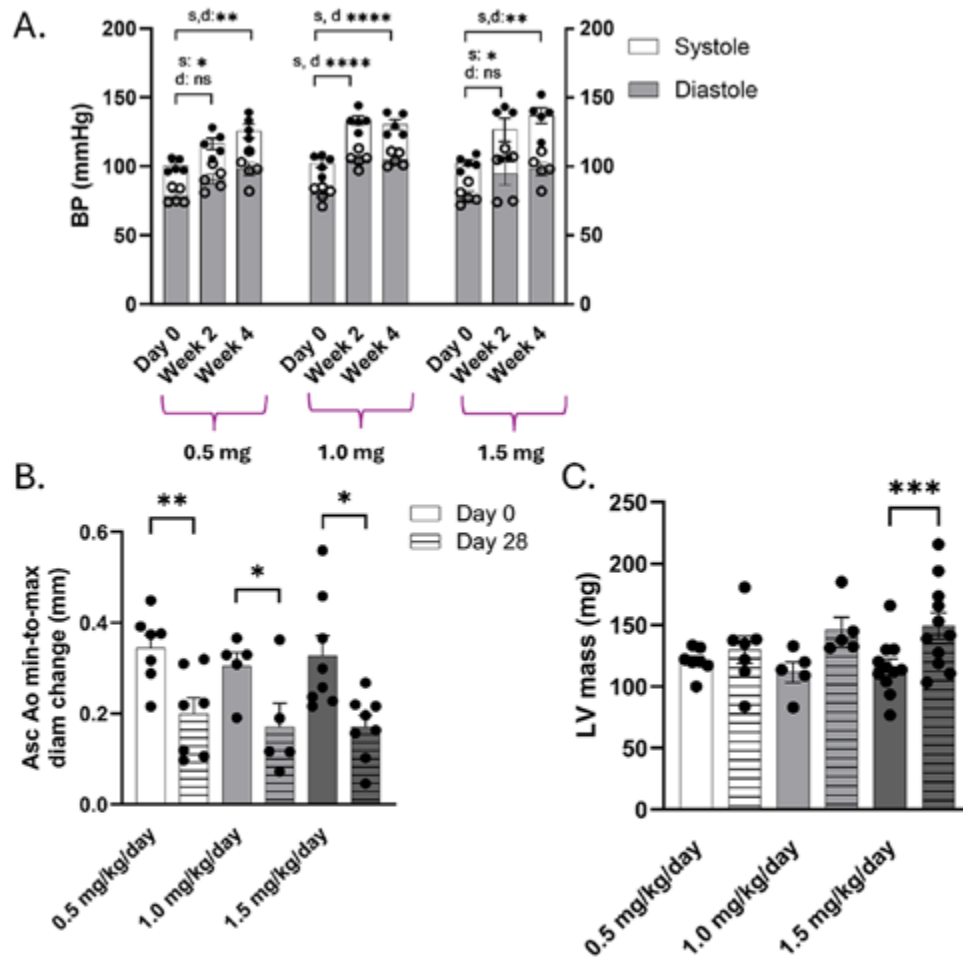 A.
200
150
100
50
0
BP (mmHg)
s,d:**
s: *
d: ns
s, d ****
s, d ****
s,d:**
s: *
d: ns
200
150
100
50
0
Systole
Diastole
Day 0
Week 2
Week 4
Day 0
Week 2
Week 4
Day 0
Week 2
Week 4
0.5 mg
1.0 mg
1.5 mg
B.
Asc Ao min-to-max
diam change (mm)
0.6
0.4
0.2
0.0
**
*
*
Day 0
Day 28
0.5 mg/kg/day
1.0 mg/kg/day
1.5 mg/kg/day
C.
LV mass (mg)
250
200
150
100
50
0
***
0.5 mg/kg/day
1.0 mg/kg/day
1.5 mg/kg/day